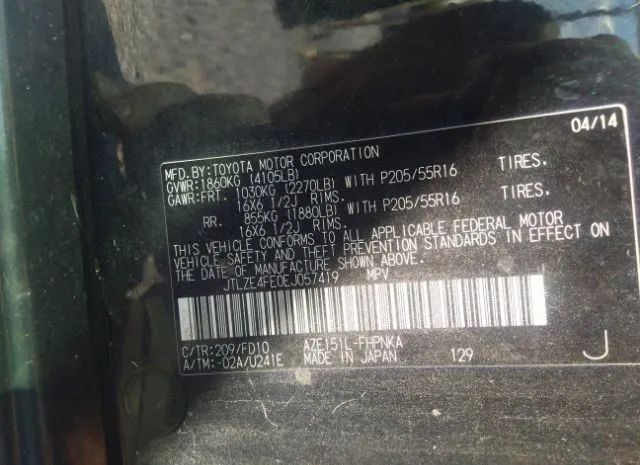 04/14
MFD.BY:TOYOTA MOTOR CORPORATION
GVWR:1860KG (4105LB)
GAWR:FRT. 1030KG (2270LB) WITH P205/55R16 TIRES.
16X6 1/2J RIMS.
RR. 855KG (1880LB) WITH P205/55R16 TIRES.
16X6 1/2J RIMS.
THIS VEHICLE CONFORMS TO ALL APPLICABLE FEDERAL MOTOR
VEHICLE SAFETY AND THEFT PREVENTION STANDARDS IN EFFECT ON
THE DATE OF MANUFACTURE SHOWN ABOVE.
JTLZE4FE0EJ057419 MPV
C/TR:209/FD10 AZE151L-FHPNKA
A/TM:-02A/U241E MADE IN JAPAN 129 J